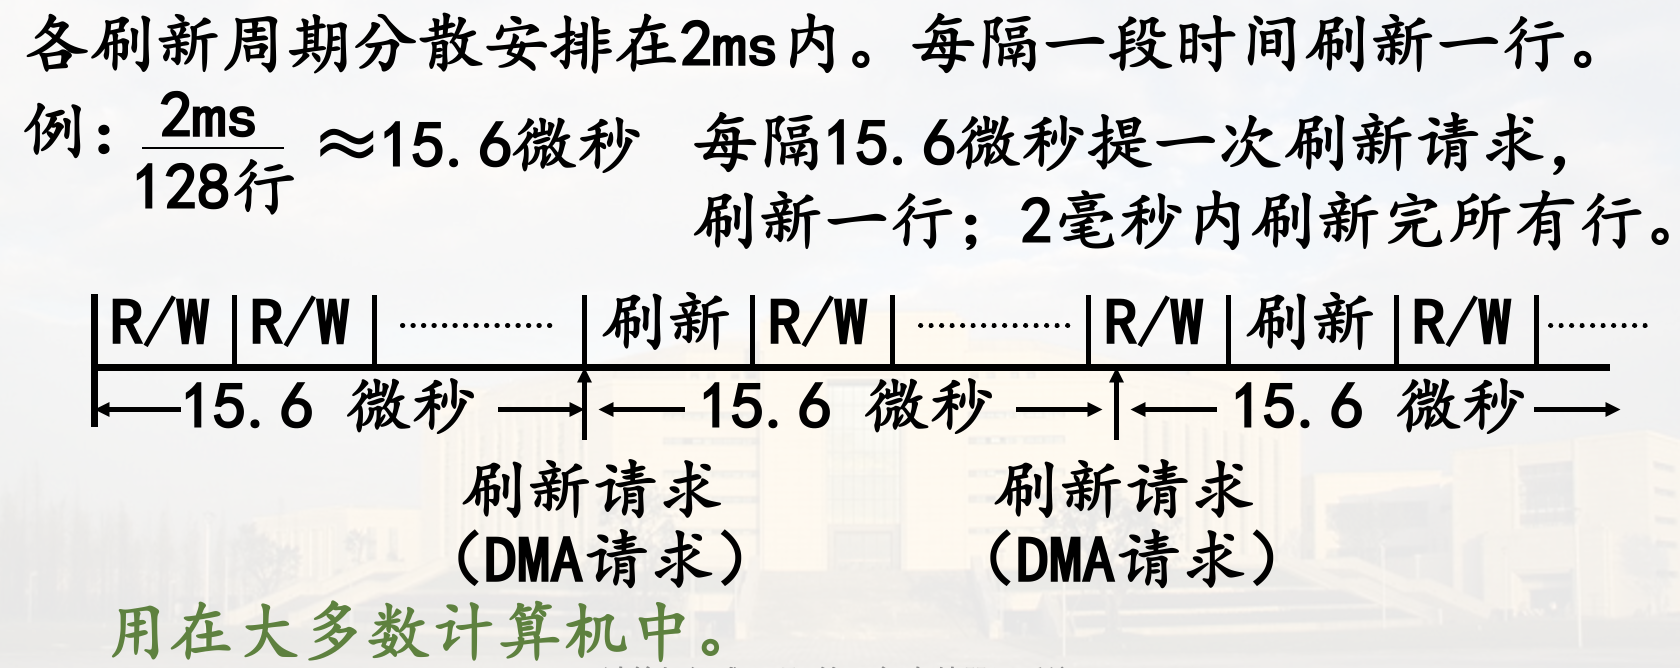 各刷新周期分散安排在2ms内。每隔一段时间刷新一行。
例：2ms/128行 ≈15.6微秒 每隔15.6微秒提一次刷新请求，
刷新一行；2毫秒内刷新完所有行。
R/W R/W …………… 刷新 R/W …………… R/W 刷新 R/W ………
15.6 微秒 15.6 微秒 15.6 微秒
刷新请求 刷新请求
（DMA请求） （DMA请求）
用在大多数计算机中。